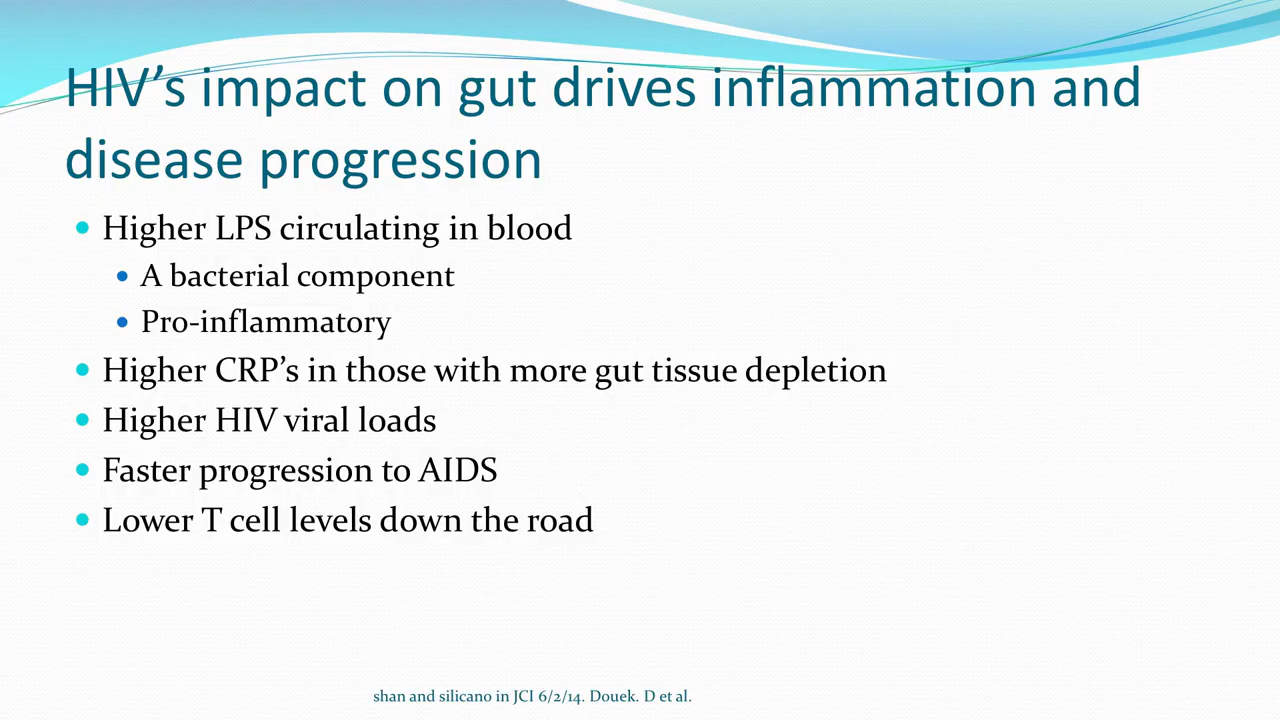 HIV’s impact on gut drives inflammation and
disease progression
Higher LPS circulating in blood
A bacterial component
Pro-inflammatory
Higher CRP’s in those with more gut tissue depletion
Higher HIV viral loads
Faster progression to AIDS
Lower T cell levels down the road
shan and silicano in JCI 6/2/14. Douek. D et al.